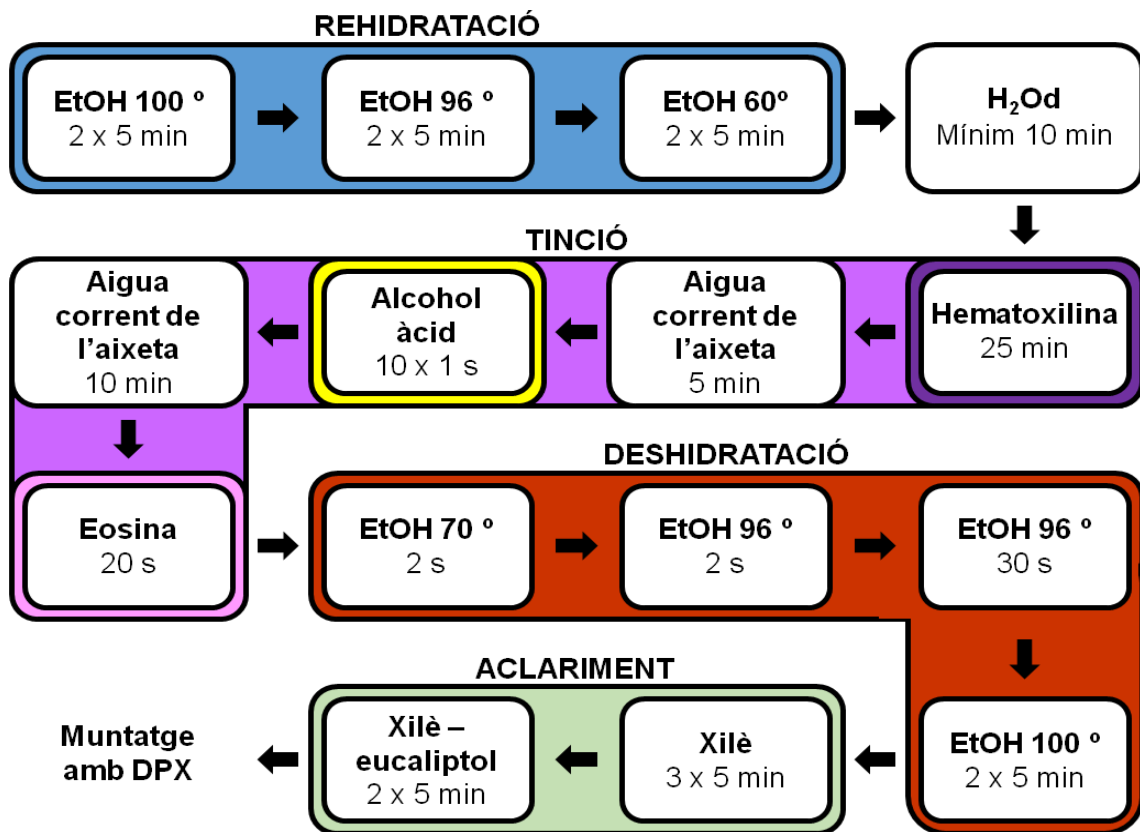 REHIDRATACIÓ
EtOH 100 º
2 x 5 min
EtOH 96 º
2 x 5 min
EtOH 60º
2 x 5 min
H₂Od
Mínim 10 min
TINCIÓ
Hematoxilina
25 min
Aigua
corrent de
l'aixeta
5 min
Alcohol
àcid
10 x 1 s
Aigua
corrent de
l'aixeta
10 min
Eosina
20 s
DESHIDRATACIÓ
EtOH 70 º
2 s
EtOH 96 º
2 s
EtOH 96 º
30 s
EtOH 100 º
2 x 5 min
ACLARIMENT
Xilè
3 x 5 min
Xilè –
eucaliptol
2 x 5 min
Muntatge
amb DPX